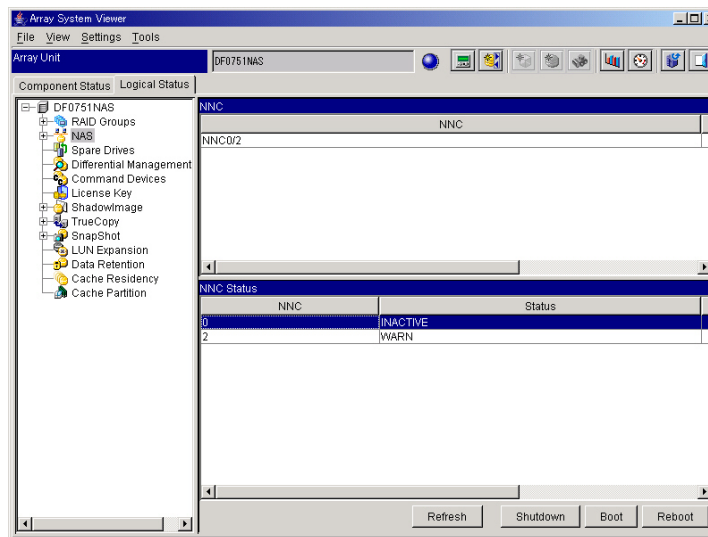 Array System Viewer
File View Settings Tools
Array Unit DF0751NAS
Component Status Logical Status
DF0751NAS
RAID Groups
NAS
Spare Drives
Differential Management
Command Devices
License Key
ShadowImage
TrueCopy
SnapShot
LUN Expansion
Data Retention
Cache Residency
Cache Partition
NNC
NNC
NNC0/2
NNC Status
NNC Status
0 INACTIVE
2 WARN
Refresh Shutdown Boot Reboot